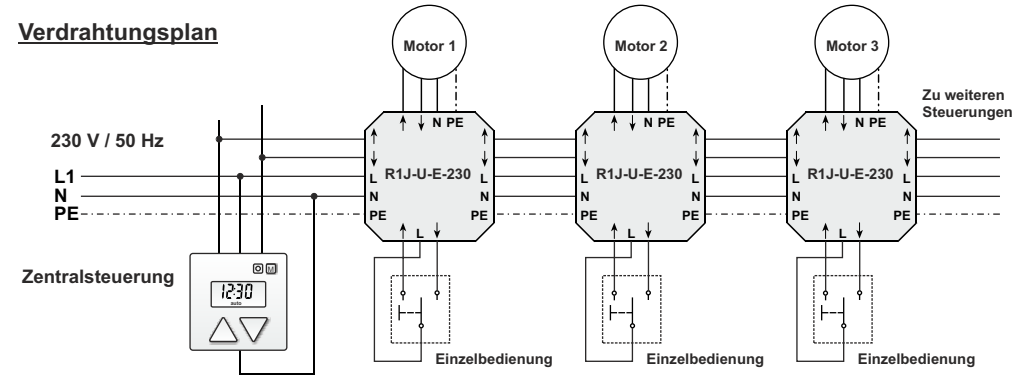 Verdrahtungsplan
Motor 1
Motor 2
Motor 3
Zu weiteren
Steuerungen
N PE
N PE
N PE
230 V / 50 Hz
L1
N
PE
R1J-U-E-230
R1J-U-E-230
R1J-U-E-230
L
L
L
L
L
L
N
N
N
N
N
N
PE
PE
PE
PE
PE
PE
L
L
L
Zentralsteuerung
M
12:30
auto
Einzelbedienung
Einzelbedienung
Einzelbedienung